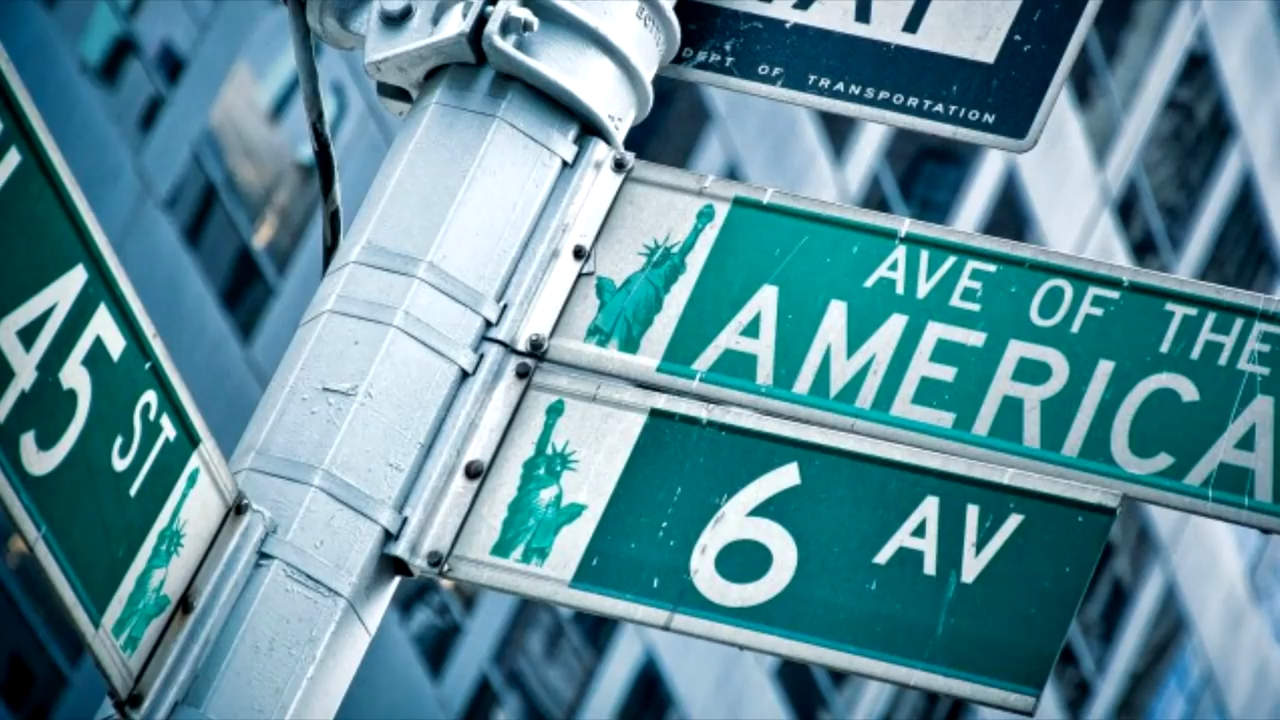 DEPT OF TRANSPORTATION
AVE OF THE
AMERICA
6 AV
45 ST